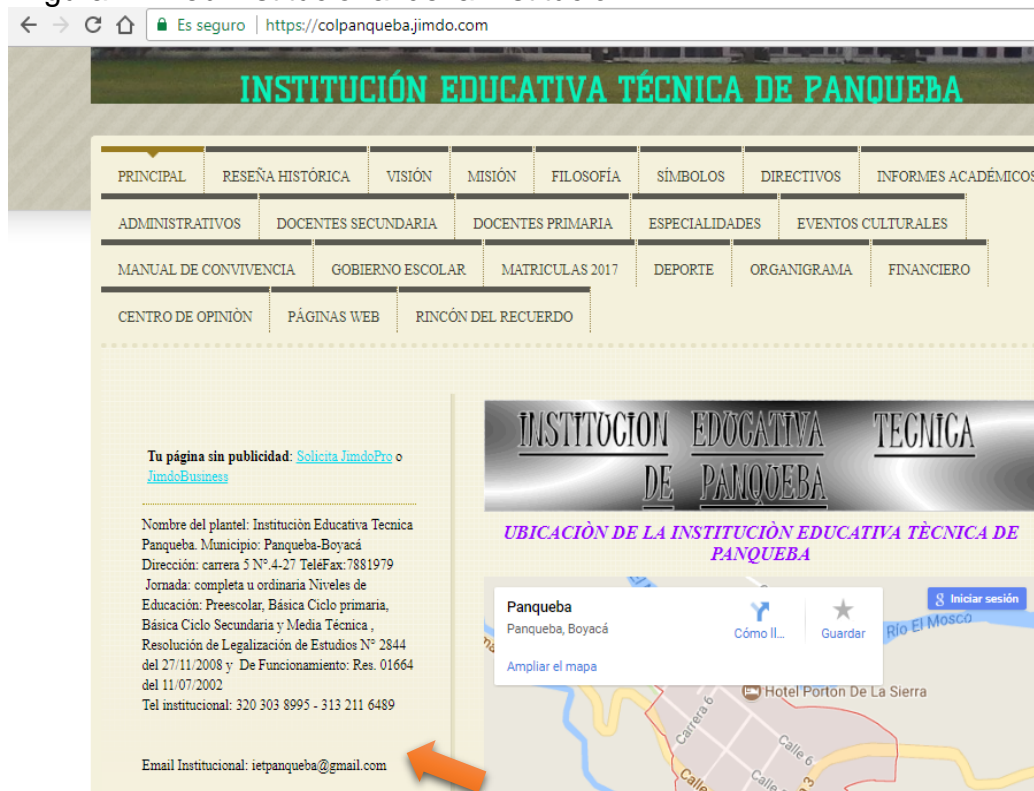 Es seguro | https://colpanqueba.jimdo.com
INSTITUCIÓN EDUCATIVA TÉCNICA DE PANQUEBA
PRINCIPAL RESEÑA HISTÓRICA VISIÓN MISIÓN FILOSOFÍA SÍMBOLOS DIRECTIVOS INFORMES ACADÉMICOS
ADMINISTRATIVOS DOCENTES SECUNDARIA DOCENTES PRIMARIA ESPECIALIDADES EVENTOS CULTURALES
MANUAL DE CONVIVENCIA GOBIERNO ESCOLAR MATRICULAS 2017 DEPORTE ORGANIGRAMA FINANCIERO
CENTRO DE OPINIÒN PÁGINAS WEB RINCÓN DEL RECUERDO
Tu página sin publicidad: Solicita JimdoPro o
JimdoBusiness
Nombre del plantel: Instituciòn Educativa Tecnica
Panqueba. Municipio: Panqueba-Boyacá
Dirección: carrera 5 Nº.4-27 TeléFax:7881979
Jornada: completa u ordinaria Niveles de
Educación: Preescolar, Básica Ciclo primaria,
Básica Ciclo Secundaria y Media Técnica ,
Resolución de Legalización de Estudios N° 2844
del 27/11/2008 y De Funcionamiento: Res. 01664
del 11/07/2002
Tel institucional: 320 303 8995 - 313 211 6489
Email Institucional: ietpanqueba@gmail.com
INSTITUCION EDUCATIVA TECNICA
DE PANQUEBA
UBICACIÒN DE LA INSTITUCIÒN EDUCATIVA TÈCNICA DE
PANQUEBA
Panqueba
Panqueba, Boyacá
Ampliar el mapa
Cómo ll...
Guardar
Iniciar sesión
Río El Mosco
Hotel Porton De La Sierra
Carrera 6
Calle 6
Calle
Calle